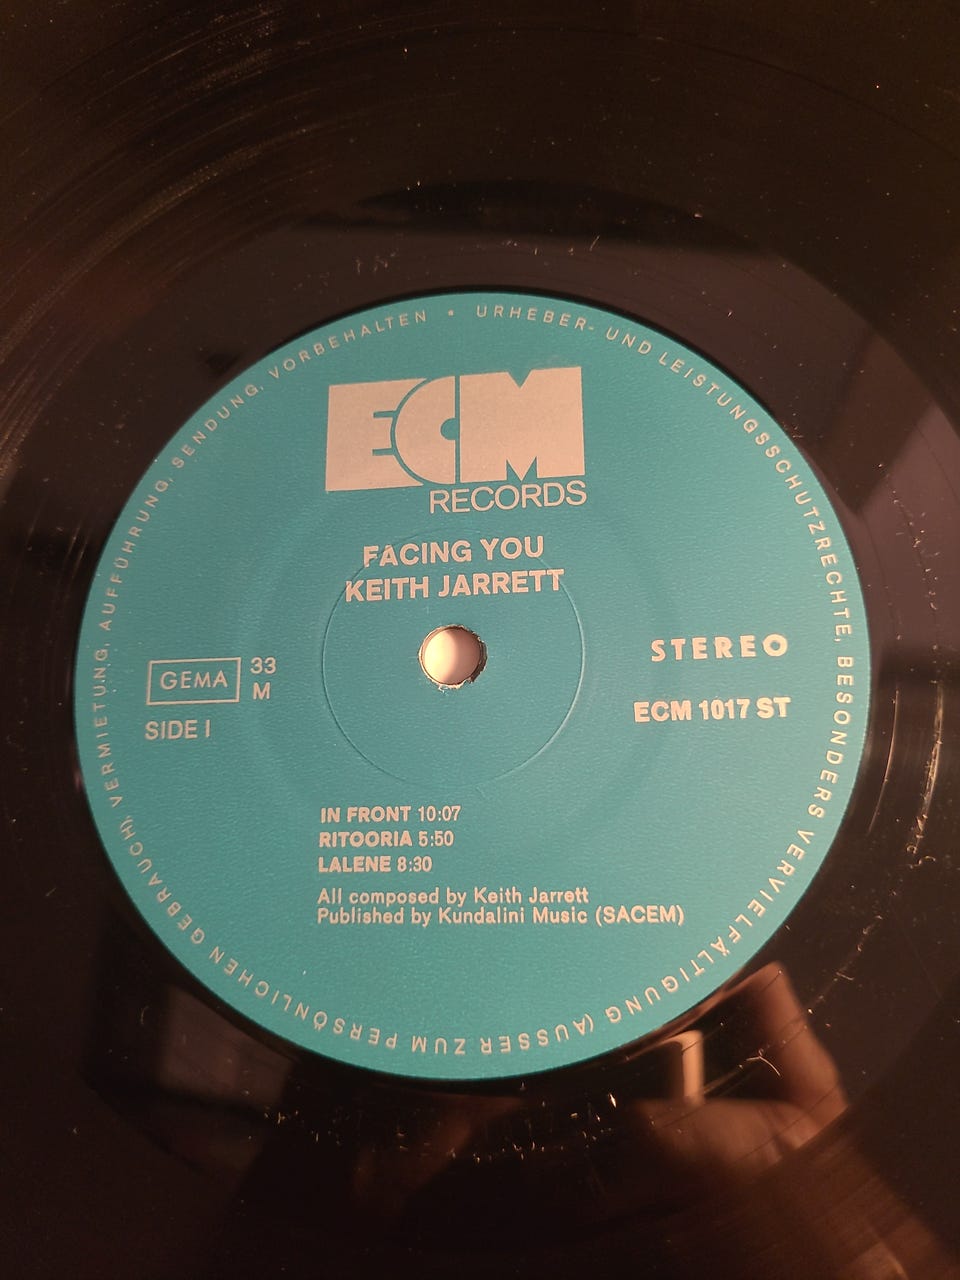 URHEBER- UND LEISTUNGSSCHUTZRECHTE, BESONDERS VERVIELFÄLTIGUNG (AUSSER ZUM PERSÖNLICHEN GEBRAUCH), VERMIETUNG, AUFFÜHRUNG, SENDUNG, VORBEHALTEN •
ECM
RECORDS
FACING YOU
KEITH JARRETT
STEREO
GEMA 33
M
ECM 1017 ST
SIDE I
IN FRONT 10:07
RITOORIA 5:50
LALENE 8:30
All composed by Keith Jarrett
Published by Kundalini Music (SACEM)